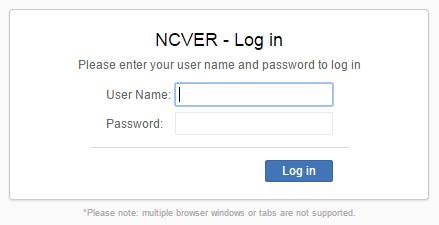 NCVER - Log in
Please enter your user name and password to log in
User Name:
Password:
Log in
*Please note: multiple browser windows or tabs are not supported.